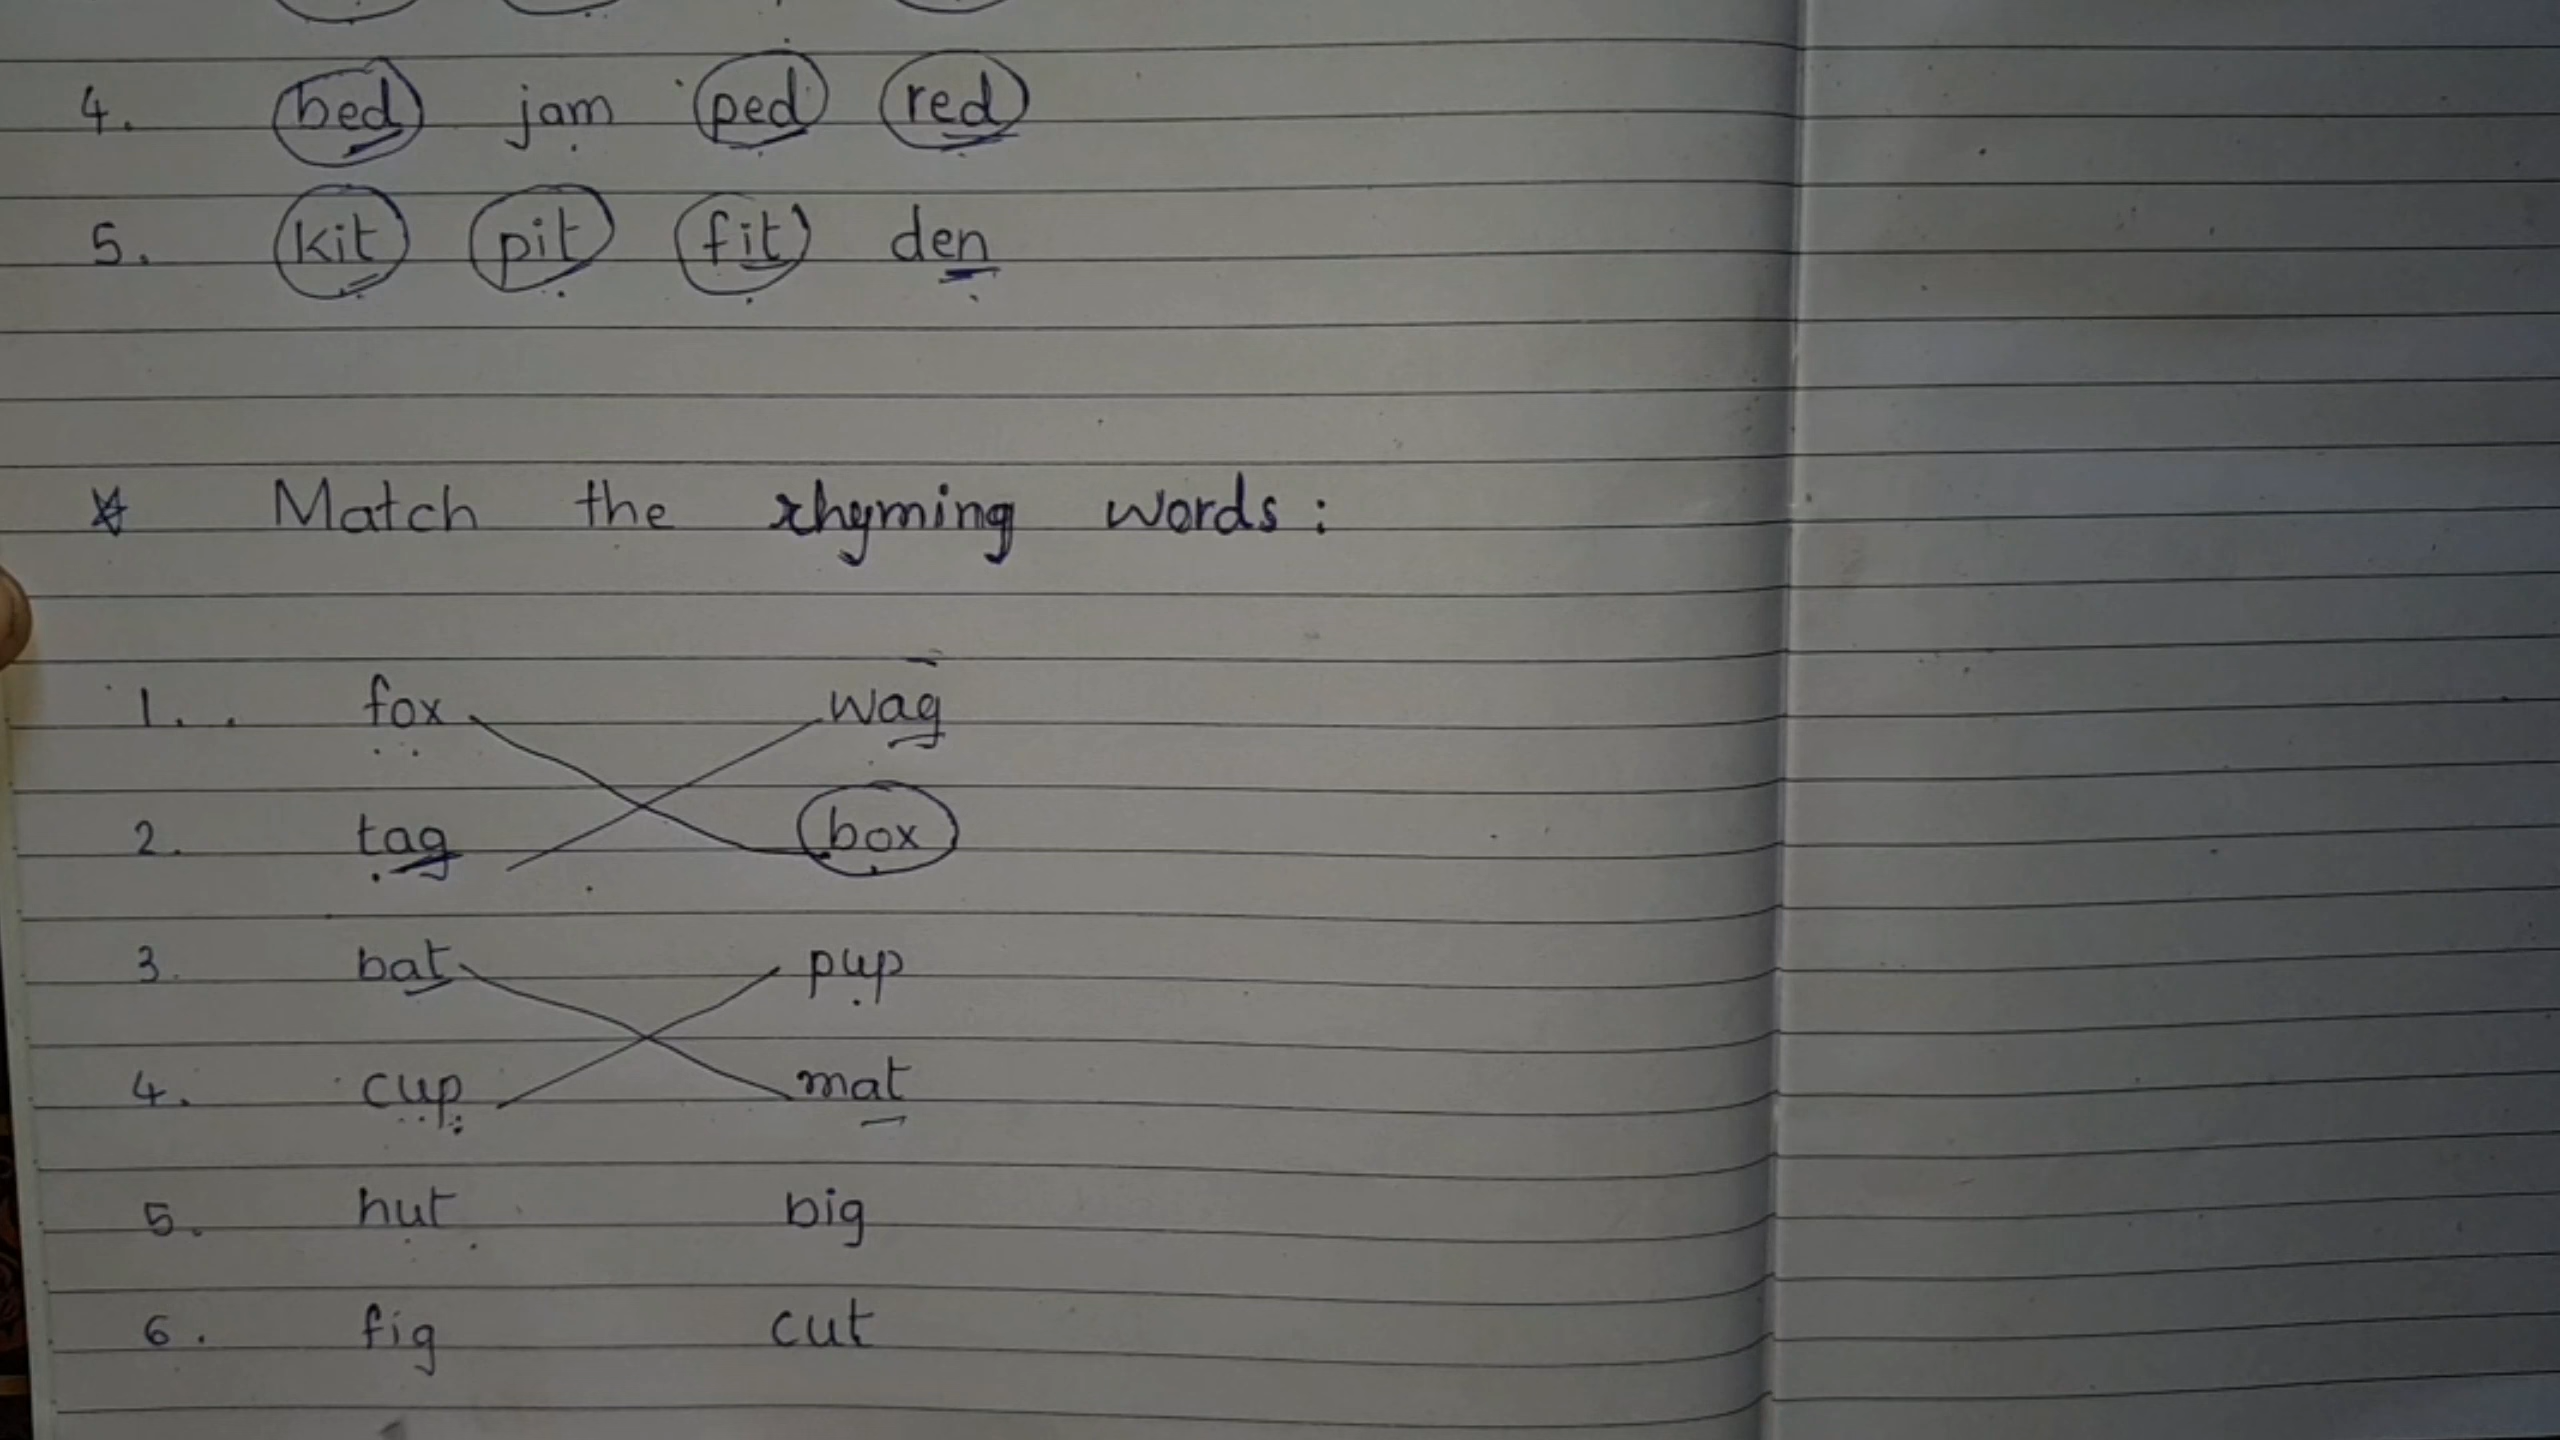 4. bed jam ped red
5. kit pit fit den
* Match the rhyming words:
1. fox wag
2. tag box
3. bat pup
4. cup mat
5. hut big
6. fig cut